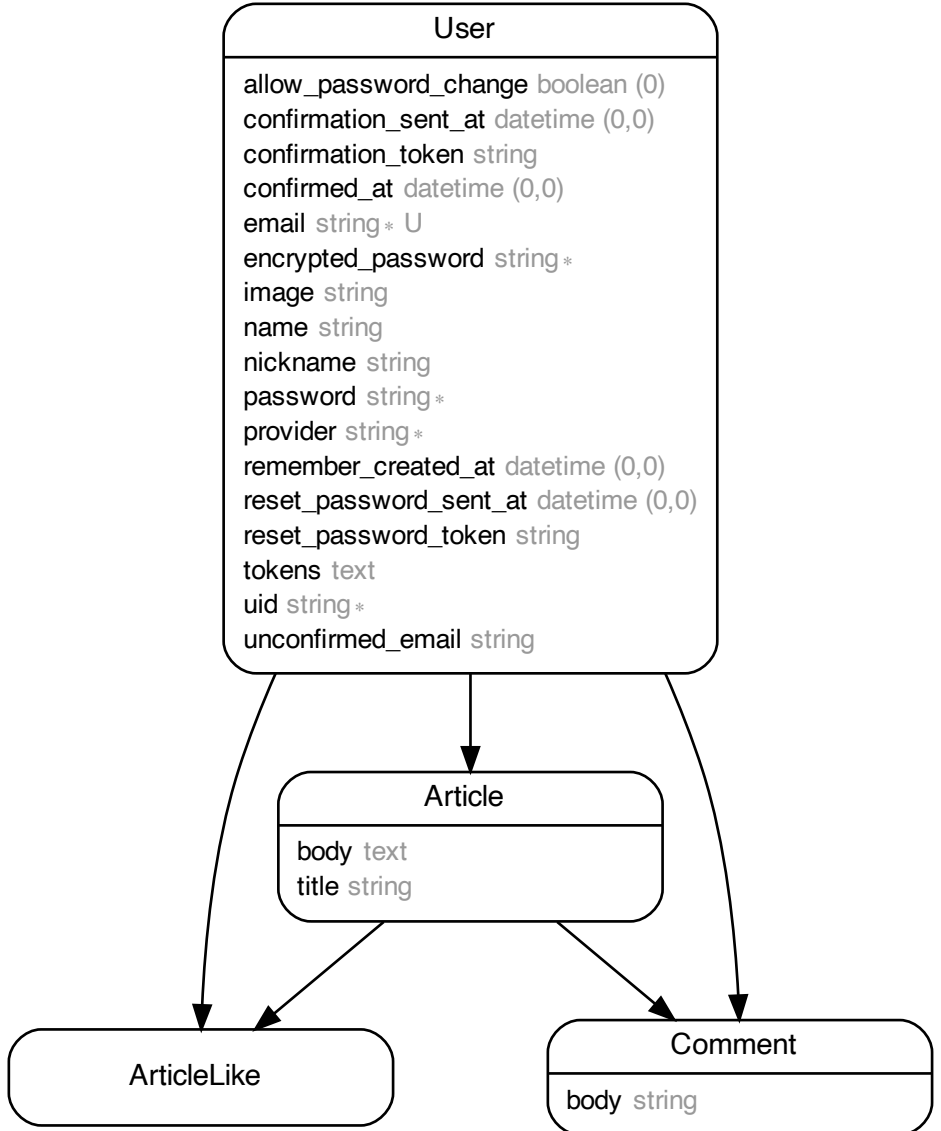 User
allow_password_change boolean (0)
confirmation_sent_at datetime (0,0)
confirmation_token string
confirmed_at datetime (0,0)
email string* U
encrypted_password string*
image string
name string
nickname string
password string*
provider string*
remember_created_at datetime (0,0)
reset_password_sent_at datetime (0,0)
reset_password_token string
tokens text
uid string*
unconfirmed_email string
Article
body text
title string
ArticleLike
Comment
body string